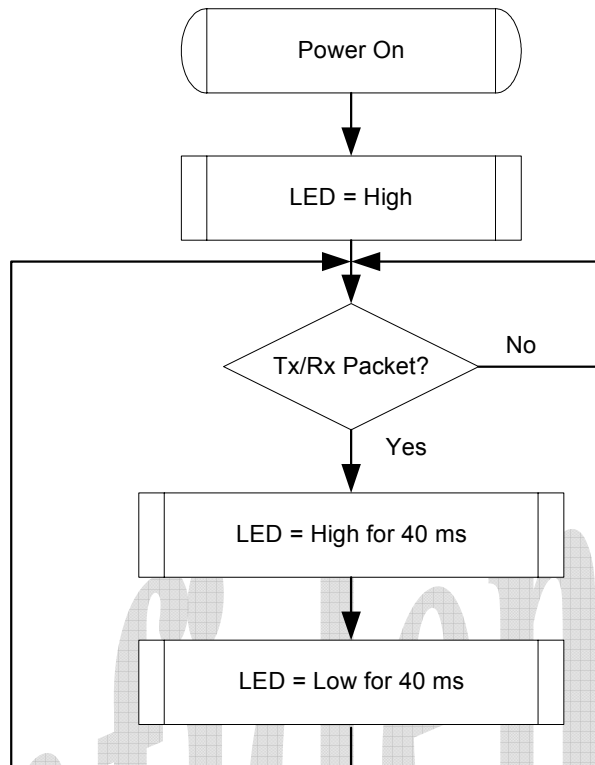 Power On
LED = High
Tx/Rx Packet?
No
Yes
LED = High for 40 ms
LED = Low for 40 ms